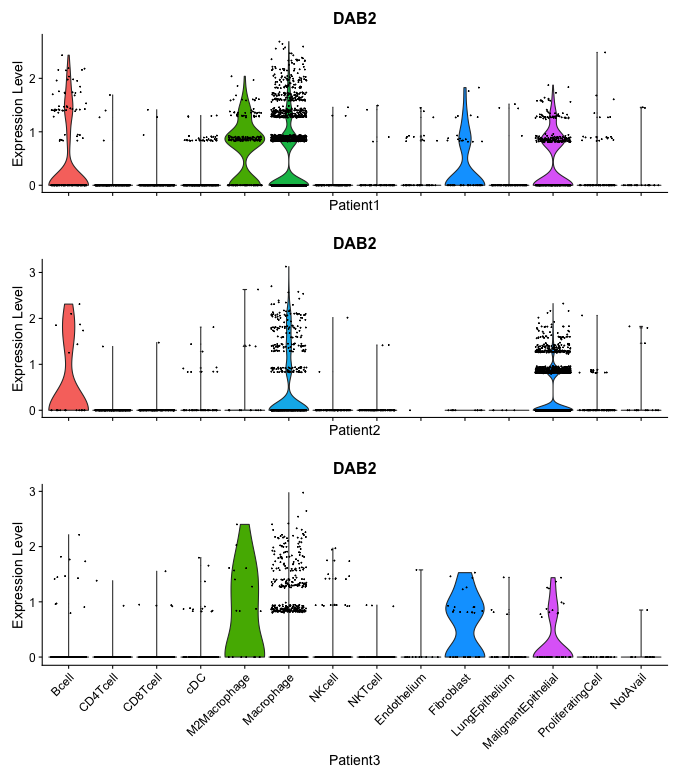 DAB2
Expression Level
2
1
0
Patient1
DAB2
Expression Level
3
2
1
0
Patient2
DAB2
Expression Level
3
2
1
0
Bcell
CD4Tcell
CD8Tcell
cDC
M2Macrophage
Macrophage
NKcell
NKTcell
Endothelium
Fibroblast
LungEpithelium
MalignantEpithelial
ProliferatingCell
NotAvail
Patient3